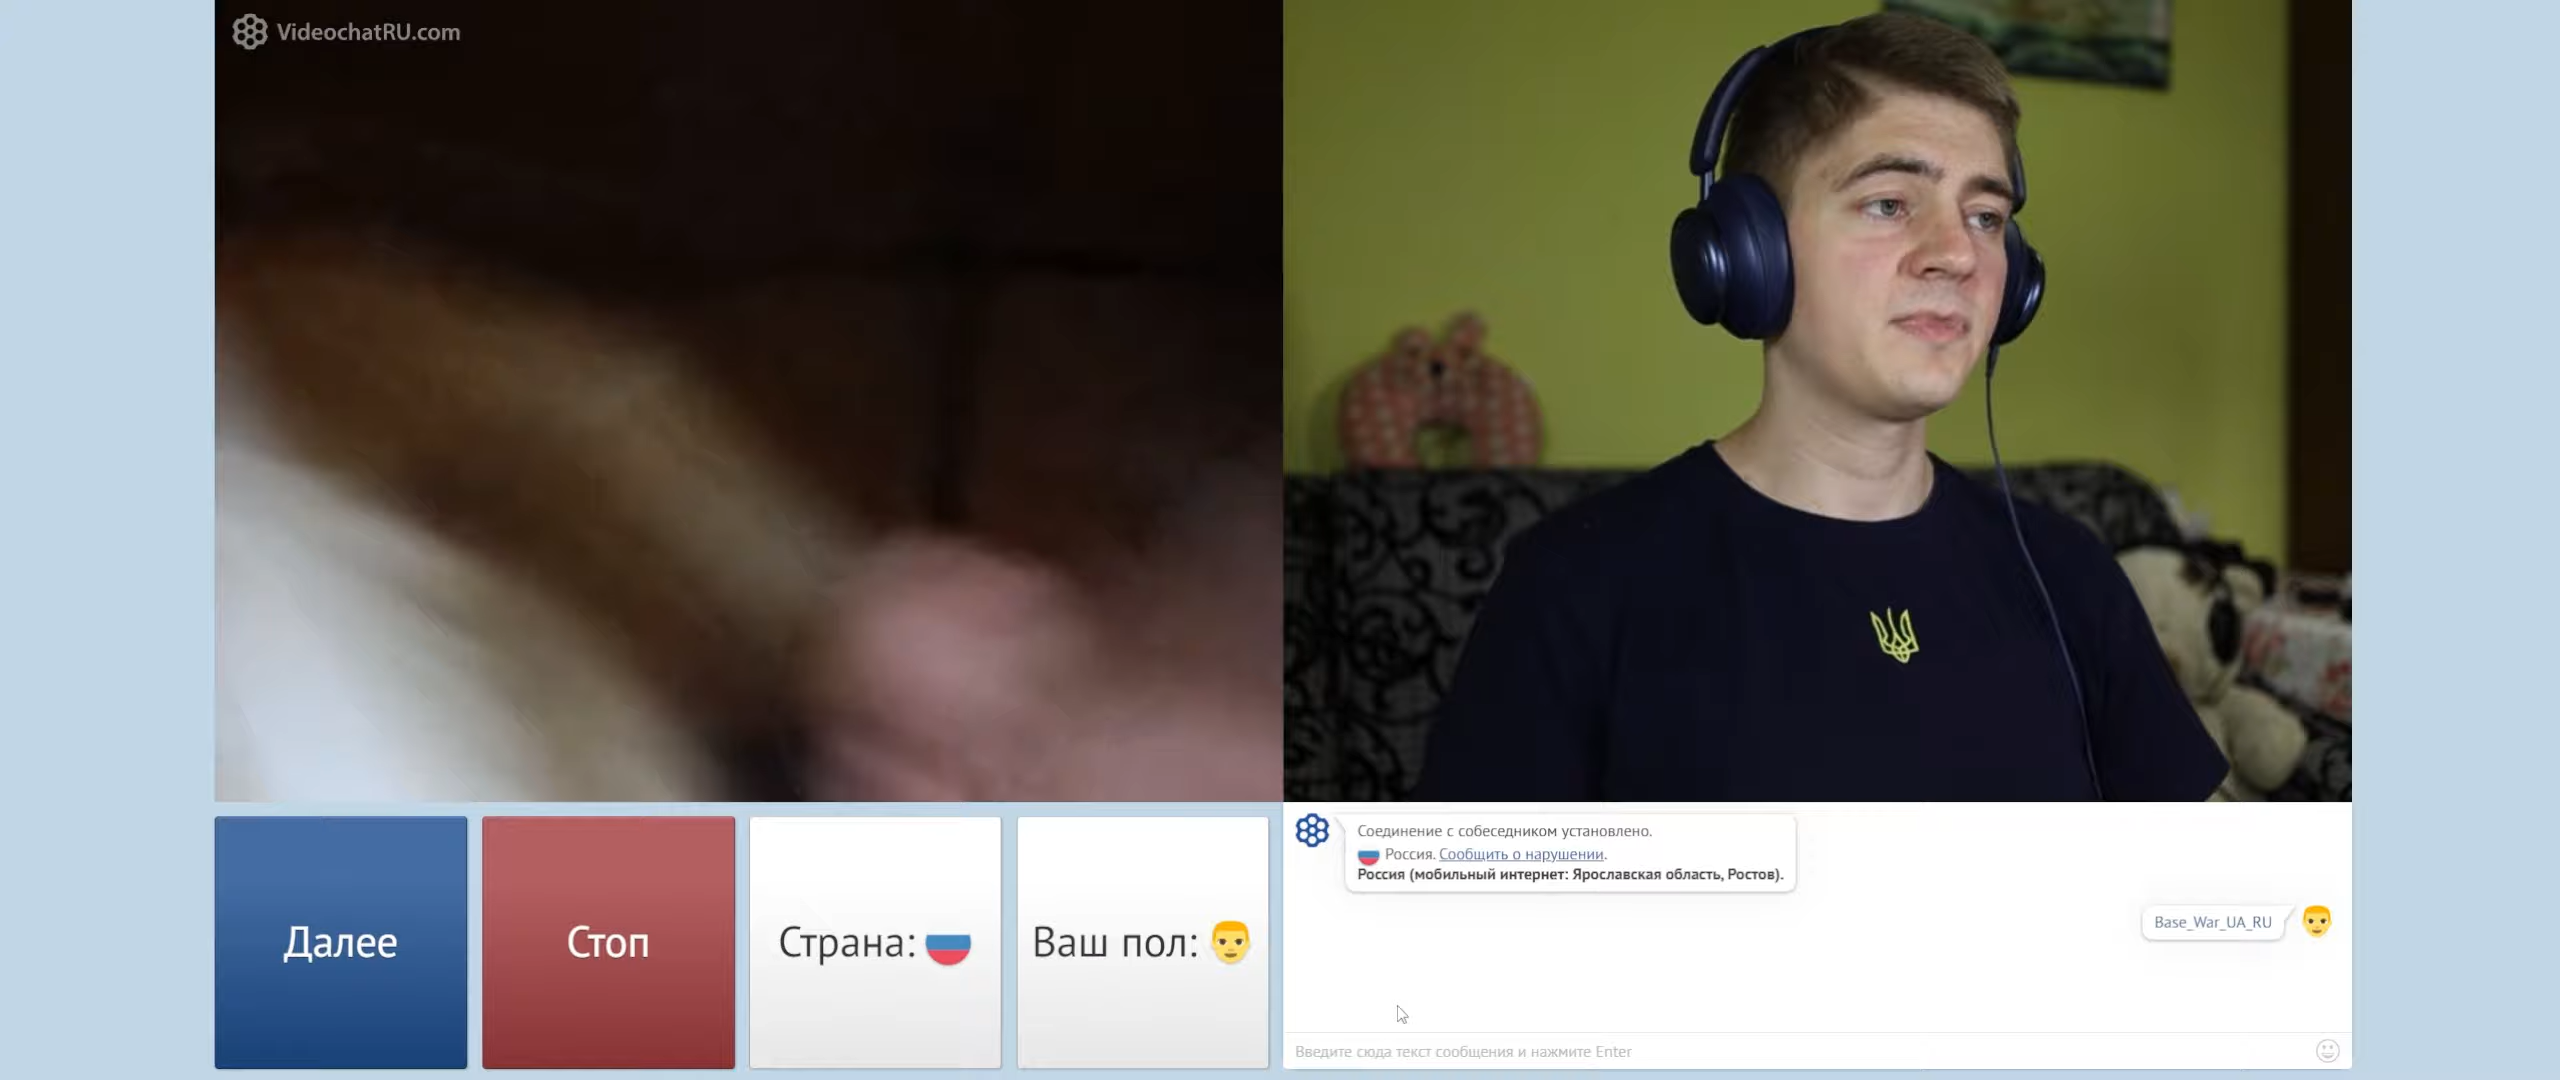 VideochatRU.com
Соединение с собеседником установлено.
Россия. Сообщить о нарушении.
Россия (мобильный интернет: Ярославская область, Ростов).
Base_War_UA_RU
Далее
Стоп
Страна:
Ваш пол:
Введите сюда текст сообщения и нажмите Enter